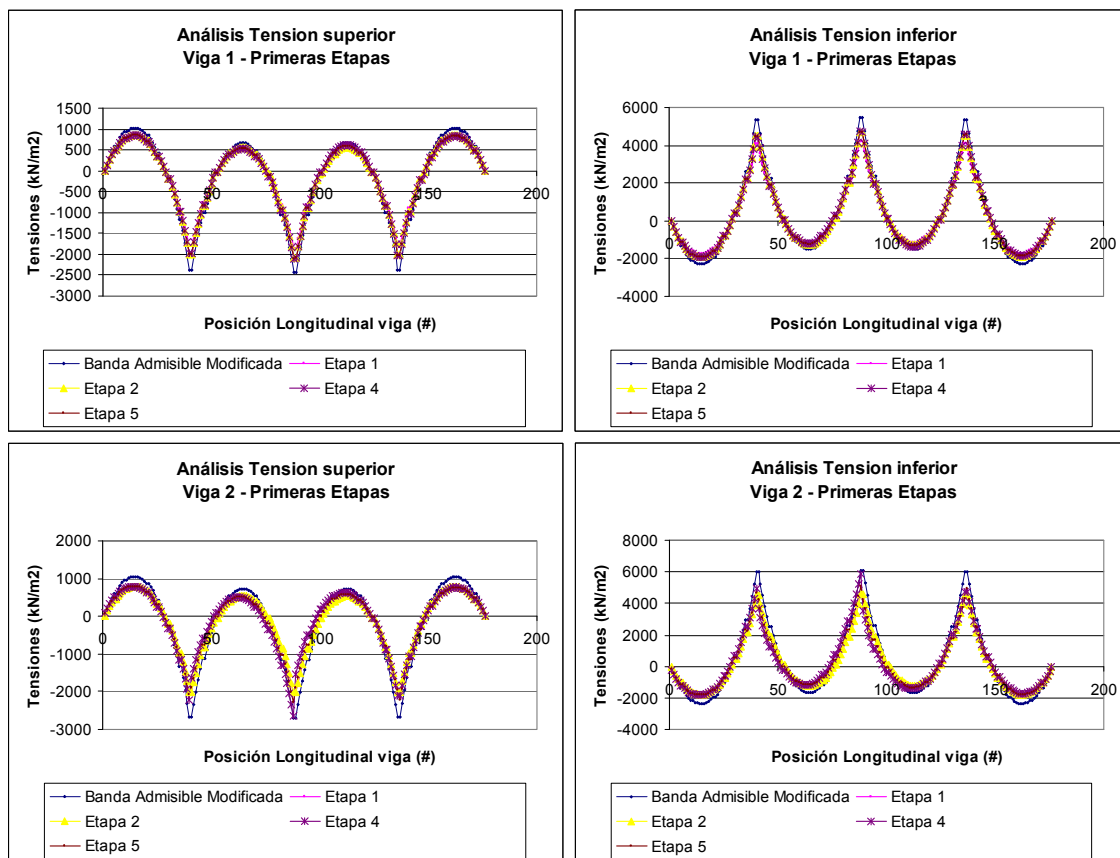 Análisis Tension superior
Viga 1 - Primeras Etapas
Tensiones (kN/m2)
1500
1000
500
0
-500
-1000
-1500
-2000
-2500
-3000
0
50
100
150
200
Posición Longitudinal viga (#)
Banda Admisible Modificada
Etapa 1
Etapa 2
Etapa 4
Etapa 5
Análisis Tension inferior
Viga 1 - Primeras Etapas
Tensiones (kN/m2)
6000
4000
2000
0
-2000
-4000
0
50
100
150
200
Posición Longitudinal viga (#)
Banda Admisible Modificada
Etapa 1
Etapa 2
Etapa 4
Etapa 5
Análisis Tension superior
Viga 2 - Primeras Etapas
Tensiones (kN/m2)
2000
1000
0
-1000
-2000
-3000
0
50
100
150
200
Posición Longitudinal viga (#)
Banda Admisible Modificada
Etapa 1
Etapa 2
Etapa 4
Etapa 5
Análisis Tension inferior
Viga 2 - Primeras Etapas
Tensiones (kN/m2)
8000
6000
4000
2000
0
-2000
-4000
0
50
100
150
200
Posición Longitudinal viga (#)
Banda Admisible Modificada
Etapa 1
Etapa 2
Etapa 4
Etapa 5